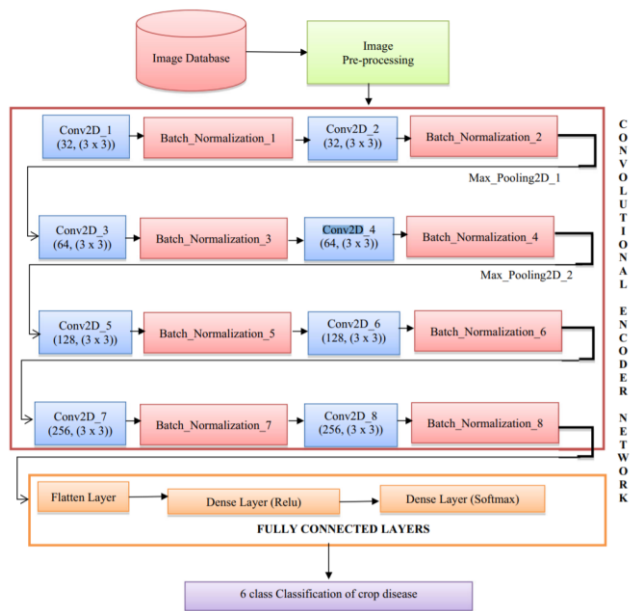 Image Database
Image
Pre-processing
Conv2D_1
(32, (3 x 3))
Batch_Normalization_1
Conv2D_2
(32, (3 x 3))
Batch_Normalization_2
Max_Pooling2D_1
Conv2D_3
(64, (3 x 3))
Batch_Normalization_3
Conv2D_4
(64, (3 x 3))
Batch_Normalization_4
Max_Pooling2D_2
Conv2D_5
(128, (3 x 3))
Batch_Normalization_5
Conv2D_6
(128, (3 x 3))
Batch_Normalization_6
Conv2D_7
(256, (3 x 3))
Batch_Normalization_7
Conv2D_8
(256, (3 x 3))
Batch_Normalization_8
CONVOLUTIONAL ENCODER NETWORK
Flatten Layer
Dense Layer (Relu)
Dense Layer (Softmax)
FULLY CONNECTED LAYERS
6 class Classification of crop disease